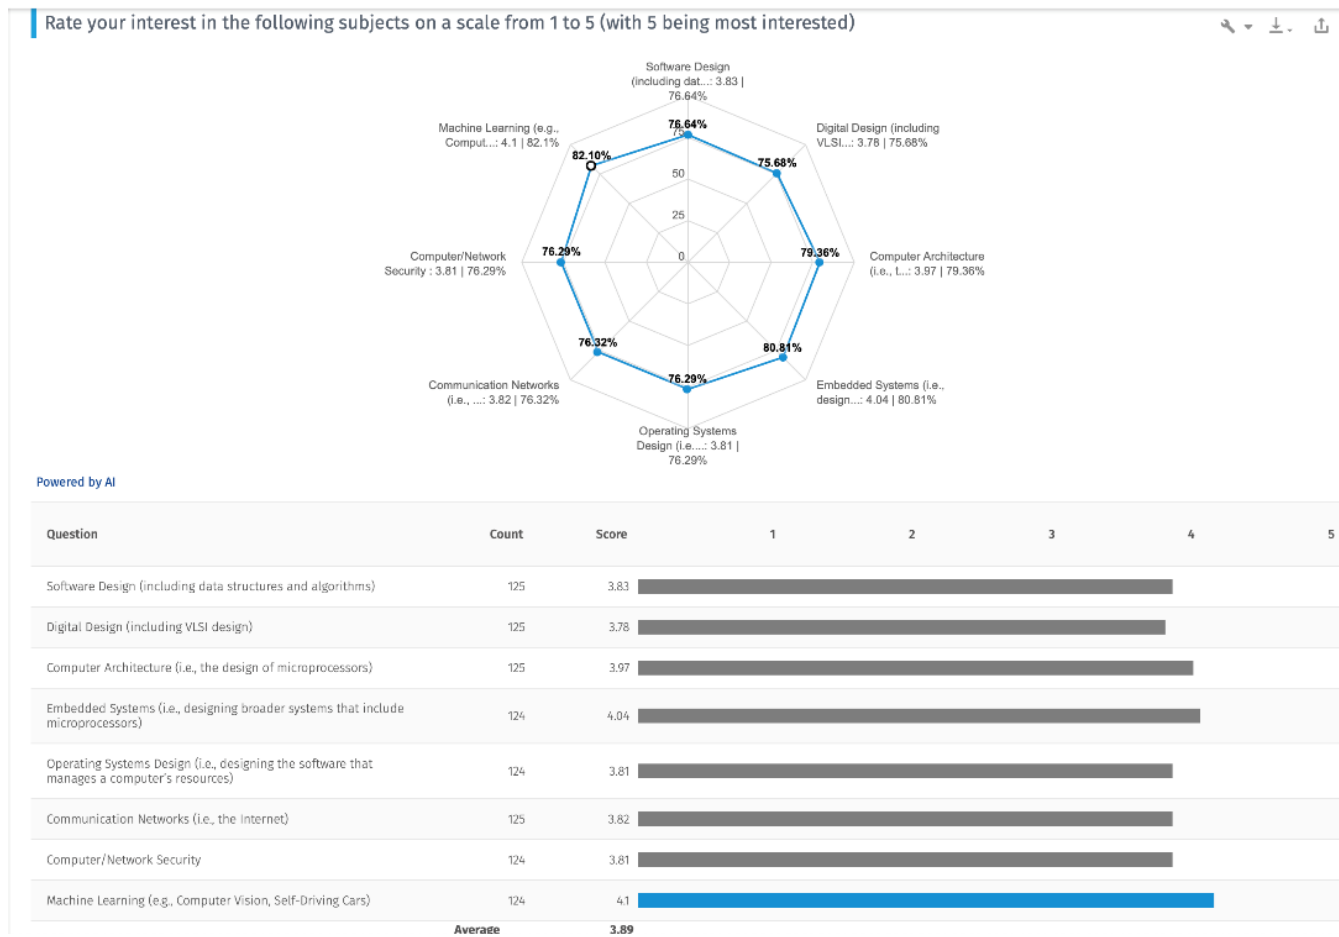 Rate your interest in the following subjects on a scale from 1 to 5 (with 5 being most interested)
Software Design
(including dat...: 3.83 |
76.64%
Machine Learning (e.g.,
Comput...: 4.1 | 82.1%
Digital Design (including
VLSI...: 3.78 | 75.68%
76.64%
75
82.10%
75.68%
50
25
Computer/Network
Security : 3.81 | 76.29%
76.29%
0
79.36%
Computer Architecture
(i.e., t...: 3.97 | 79.36%
76.32%
80.81%
76.29%
Communication Networks
(i.e., ...: 3.82 | 76.32%
Embedded Systems (i.e.,
design...: 4.04 | 80.81%
Operating Systems
Design (i.e....: 3.81 |
76.29%
Powered by AI
Question Count Score 1 2 3 4 5
Software Design (including data structures and algorithms) 125 3.83
Digital Design (including VLSI design) 125 3.78
Computer Architecture (i.e., the design of microprocessors) 125 3.97
Embedded Systems (i.e., designing broader systems that include
microprocessors) 124 4.04
Operating Systems Design (i.e., designing the software that
manages a computer's resources) 124 3.81
Communication Networks (i.e., the Internet) 125 3.82
Computer/Network Security 124 3.81
Machine Learning (e.g., Computer Vision, Self-Driving Cars) 124 4.1
Average 3.89